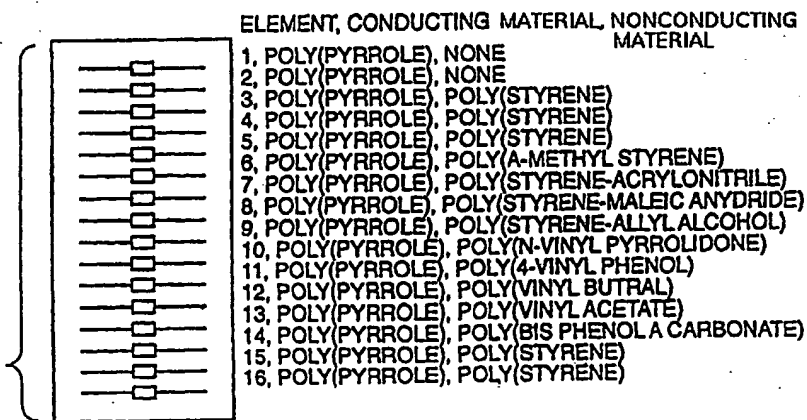 ELEMENT, CONDUCTING MATERIAL, NONCONDUCTING
MATERIAL
1, POLY(PYRROLE), NONE
2, POLY(PYRROLE), NONE
3, POLY(PYRROLE), POLY(STYRENE)
4, POLY(PYRROLE), POLY(STYRENE)
5, POLY(PYRROLE), POLY(STYRENE)
6, POLY(PYRROLE), POLY(A-METHYL STYRENE)
7, POLY(PYRROLE), POLY(STYRENE-ACRYLONITRILE)
8, POLY(PYRROLE), POLY(STYRENE-MALEIC ANYDRIDE)
9, POLY(PYRROLE), POLY(STYRENE-ALLYL ALCOHOL)
10, POLY(PYRROLE), POLY(N-VINYL PYRROLIDONE)
11, POLY(PYRROLE), POLY(4-VINYL PHENOL)
12, POLY(PYRROLE), POLY(VINYL BUTRAL)
13, POLY(PYRROLE), POLY(VINYL ACETATE)
14, POLY(PYRROLE), POLY(BIS PHENOL A CARBONATE)
15, POLY(PYRROLE), POLY(STYRENE)
16, POLY(PYRROLE), POLY(STYRENE)